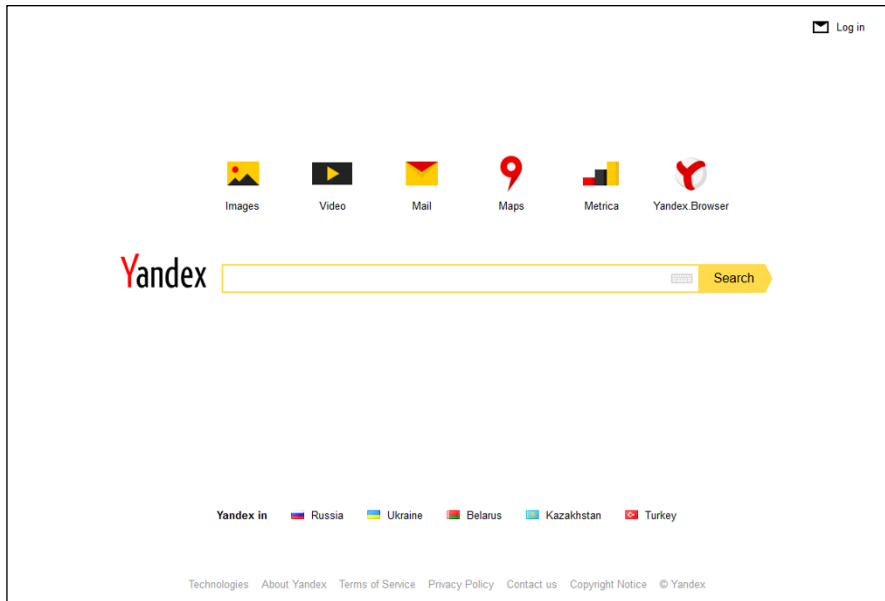 Log in
Images Video Mail Maps Metrica Yandex.Browser
Yandex Search
Yandex in Russia Ukraine Belarus Kazakhstan Turkey
Technologies About Yandex Terms of Service Privacy Policy Contact us Copyright Notice © Yandex